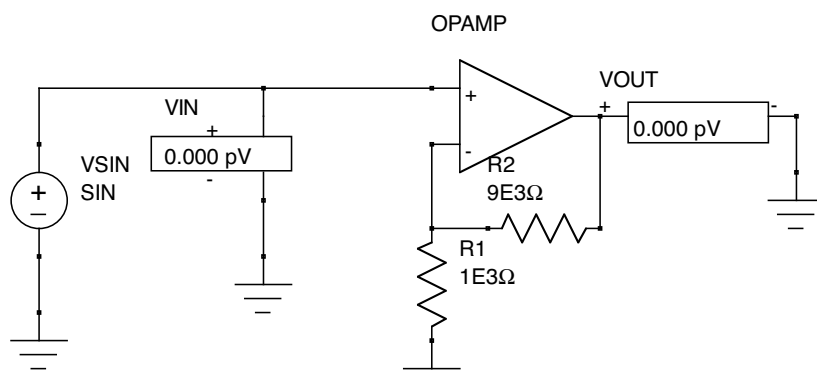 OPAMP
VOUT
+
-
0.000 pV
VIN
+
0.000 pV
-
+
-
R2
9E3Ω
VSIN
SIN
+
−
R1
1E3Ω